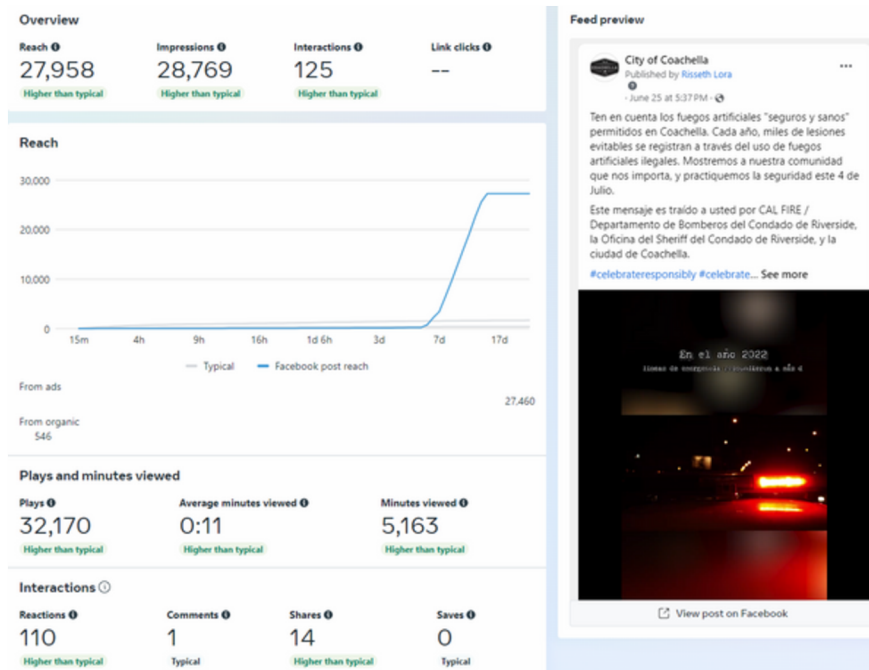 Overview
Reach
Impressions
Interactions
Link clicks
27,958
28,769
125
--
Higher than typical
Higher than typical
Higher than typical
Reach
30.000
20.000
10.000
0
15m 4h 9h 16h 1d 6h 3d 7d 17d
Typical Facebook post reach
From ads
27,460
From organic
546
Plays and minutes viewed
Plays
Average minutes viewed
Minutes viewed
32,170
0:11
5,163
Higher than typical
Higher than typical
Higher than typical
Interactions
Reactions
Comments
Shares
Saves
110
1
14
0
Higher than typical
Typical
Higher than typical
Typical
Feed preview
City of Coachella
Published by Risseth Lora
· June 25 at 5:37 PM ·
Ten en cuenta los fuegos artificiales "seguros y sanos"
permitidos en Coachella. Cada año, miles de lesiones
evitables se registran a través del uso de fuegos
artificiales ilegales. Mostremos a nuestra comunidad
que nos importa, y practiquemos la seguridad este 4 de
Julio.
Este mensaje es traído a usted por CAL FIRE /
Departamento de Bomberos del Condado de Riverside,
la Oficina del Sheriff del Condado de Riverside, y la
ciudad de Coachella.
#celebrateresponsibly #celebrate... See more
En el año 2022
View post on Facebook